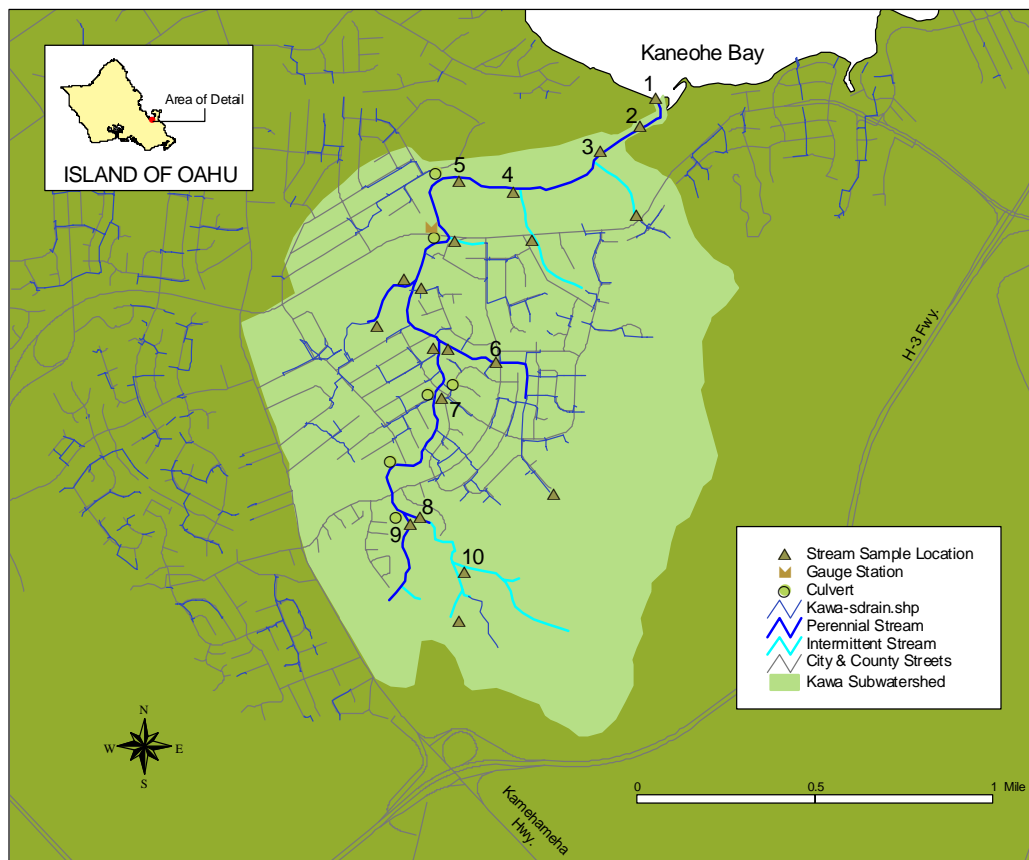 Kaneohe Bay
Area of Detail
ISLAND OF OAHU
1
2
3
4
5
6
7
8
9
10
H-3 Fwy.
Kamehameha
Hwy.
Stream Sample Location
Gauge Station
Culvert
Kawa-sdrain.shp
Perennial Stream
Intermittent Stream
City & County Streets
Kawa Subwatershed
N
W
E
S
0
0.5
1 Mile